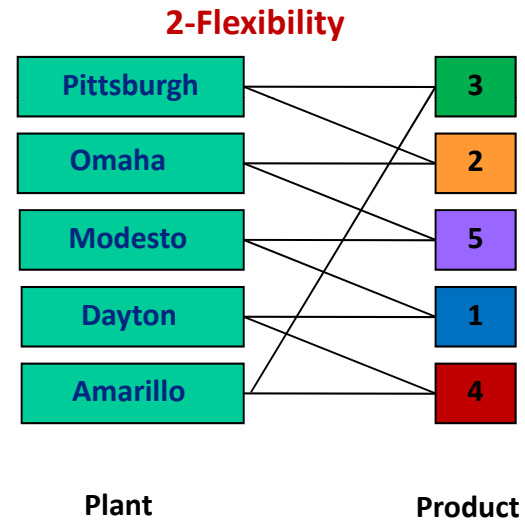 2-Flexibility
Pittsburgh 3
Omaha 2
Modesto 5
Dayton 1
Amarillo 4
Plant Product